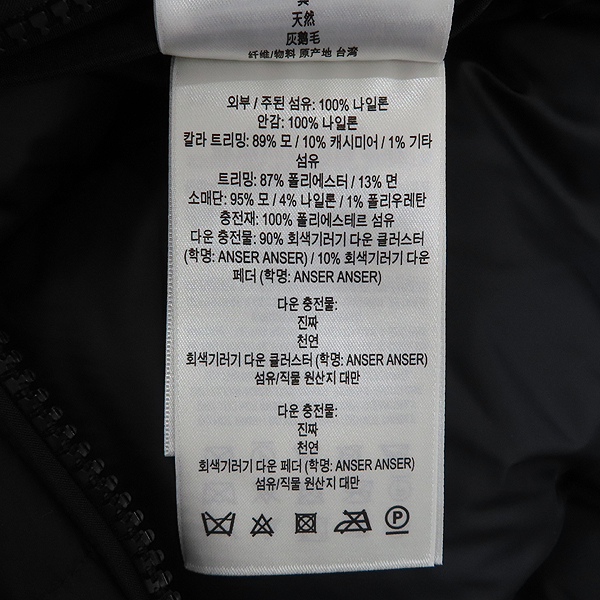 天然
灰鹅毛
纤维/物料 原产地 台湾
외부 / 주된 섬유: 100% 나일론
안감: 100% 나일론
칼라 트리밍: 89% 모 / 10% 캐시미어 / 1% 기타
섬유
트리밍: 87% 폴리에스터 / 13% 면
소매단: 95% 모 / 4% 나일론 / 1% 폴리우레탄
충전재: 100% 폴리에스테르 섬유
다운 충전물: 90% 회색기러기 다운 클러스터
(학명: ANSER ANSER) / 10% 회색기러기 다운
페더 (학명: ANSER ANSER)
다운 충전물:
진짜
천연
회색기러기 다운 클러스터 (학명: ANSER ANSER)
섬유/직물 원산지 대만
다운 충전물:
진짜
천연
회색기러기 다운 페더 (학명: ANSER ANSER)
섬유/직물 원산지 대만
P